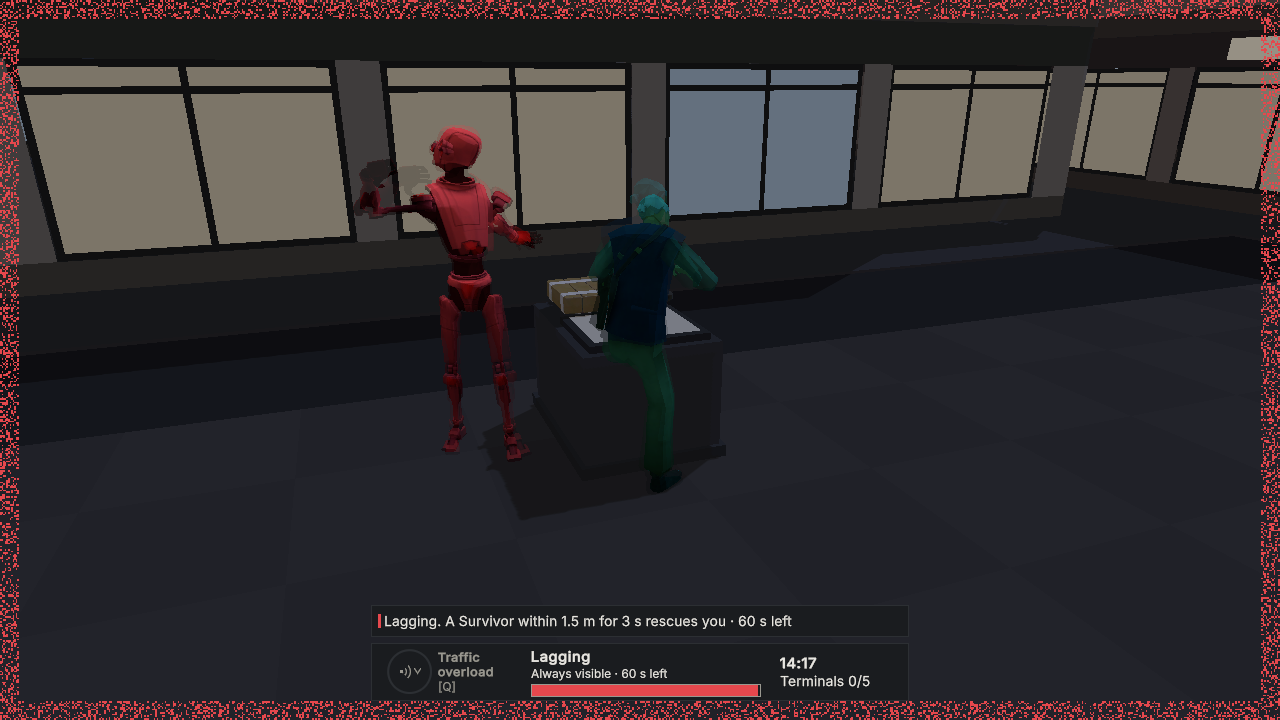 Lagging. A Survivor within 1.5 m for 3 s rescues you · 60 s left
Traffic
overload
[Q]
Lagging
Always visible · 60 s left
14:17
Terminals 0/5